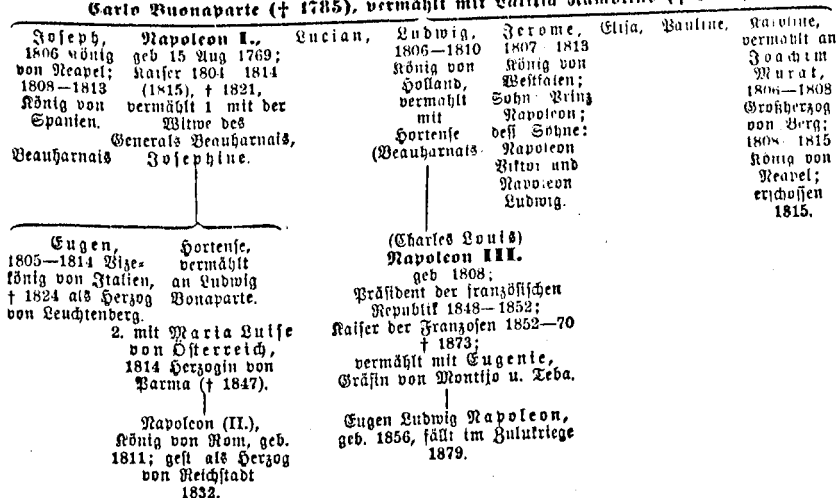 Carlo Buonaparte († 1785), vermählt mit
Joseph,
1806 König
von Neapel;
1808—1813
König von
Spanien.
Napoleon I.,
geb 15 Aug 1769;
Kaiser 1804 1814
(1815), † 1821,
vermählt 1 mit der
Witwe des
Generals Beauharnais,
Beauharnais Josephine.
Lucian,
Ludwig,
1806—1810
König von
Holland,
vermahlt
mit
Hortense
(Beauharnais
Jerome,
1807 1813
König von
Westfalen;
Sohn Prinz
Napoleon;
dess Söhne:
Napoleon
Viktor und
Napoleon
Ludwig.
Elisa,
Pauline,
Karoline,
vermahlt an
Joachim
Murat,
1806—1808
Großherzog
von Berg;
1808 1815
König von
Neapel;
erschossen
1815.
Eugen,
1805—1814 Vize-
könig von Italien,
† 1824 als Herzog
von Leuchtenberg.
Hortense,
vermählt
an Ludwig
Bonaparte.
2. mit Maria Luise
von Österreich,
1814 Herzogin von
Parma († 1847).
Napoleon (II.),
König von Rom, geb.
1811; gest als Herzog
von Reichstadt
1832.
(Charles Louis)
Napoleon III.
geb 1808;
Präsident der französischen
Republik 1848—1852;
Kaiser der Franzosen 1852—70
† 1873;
vermählt mit Eugenie,
Gräfin von Montijo u. Teba.
Eugen Ludwig Napoleon,
geb. 1856, fällt im Zulukriege
1879.